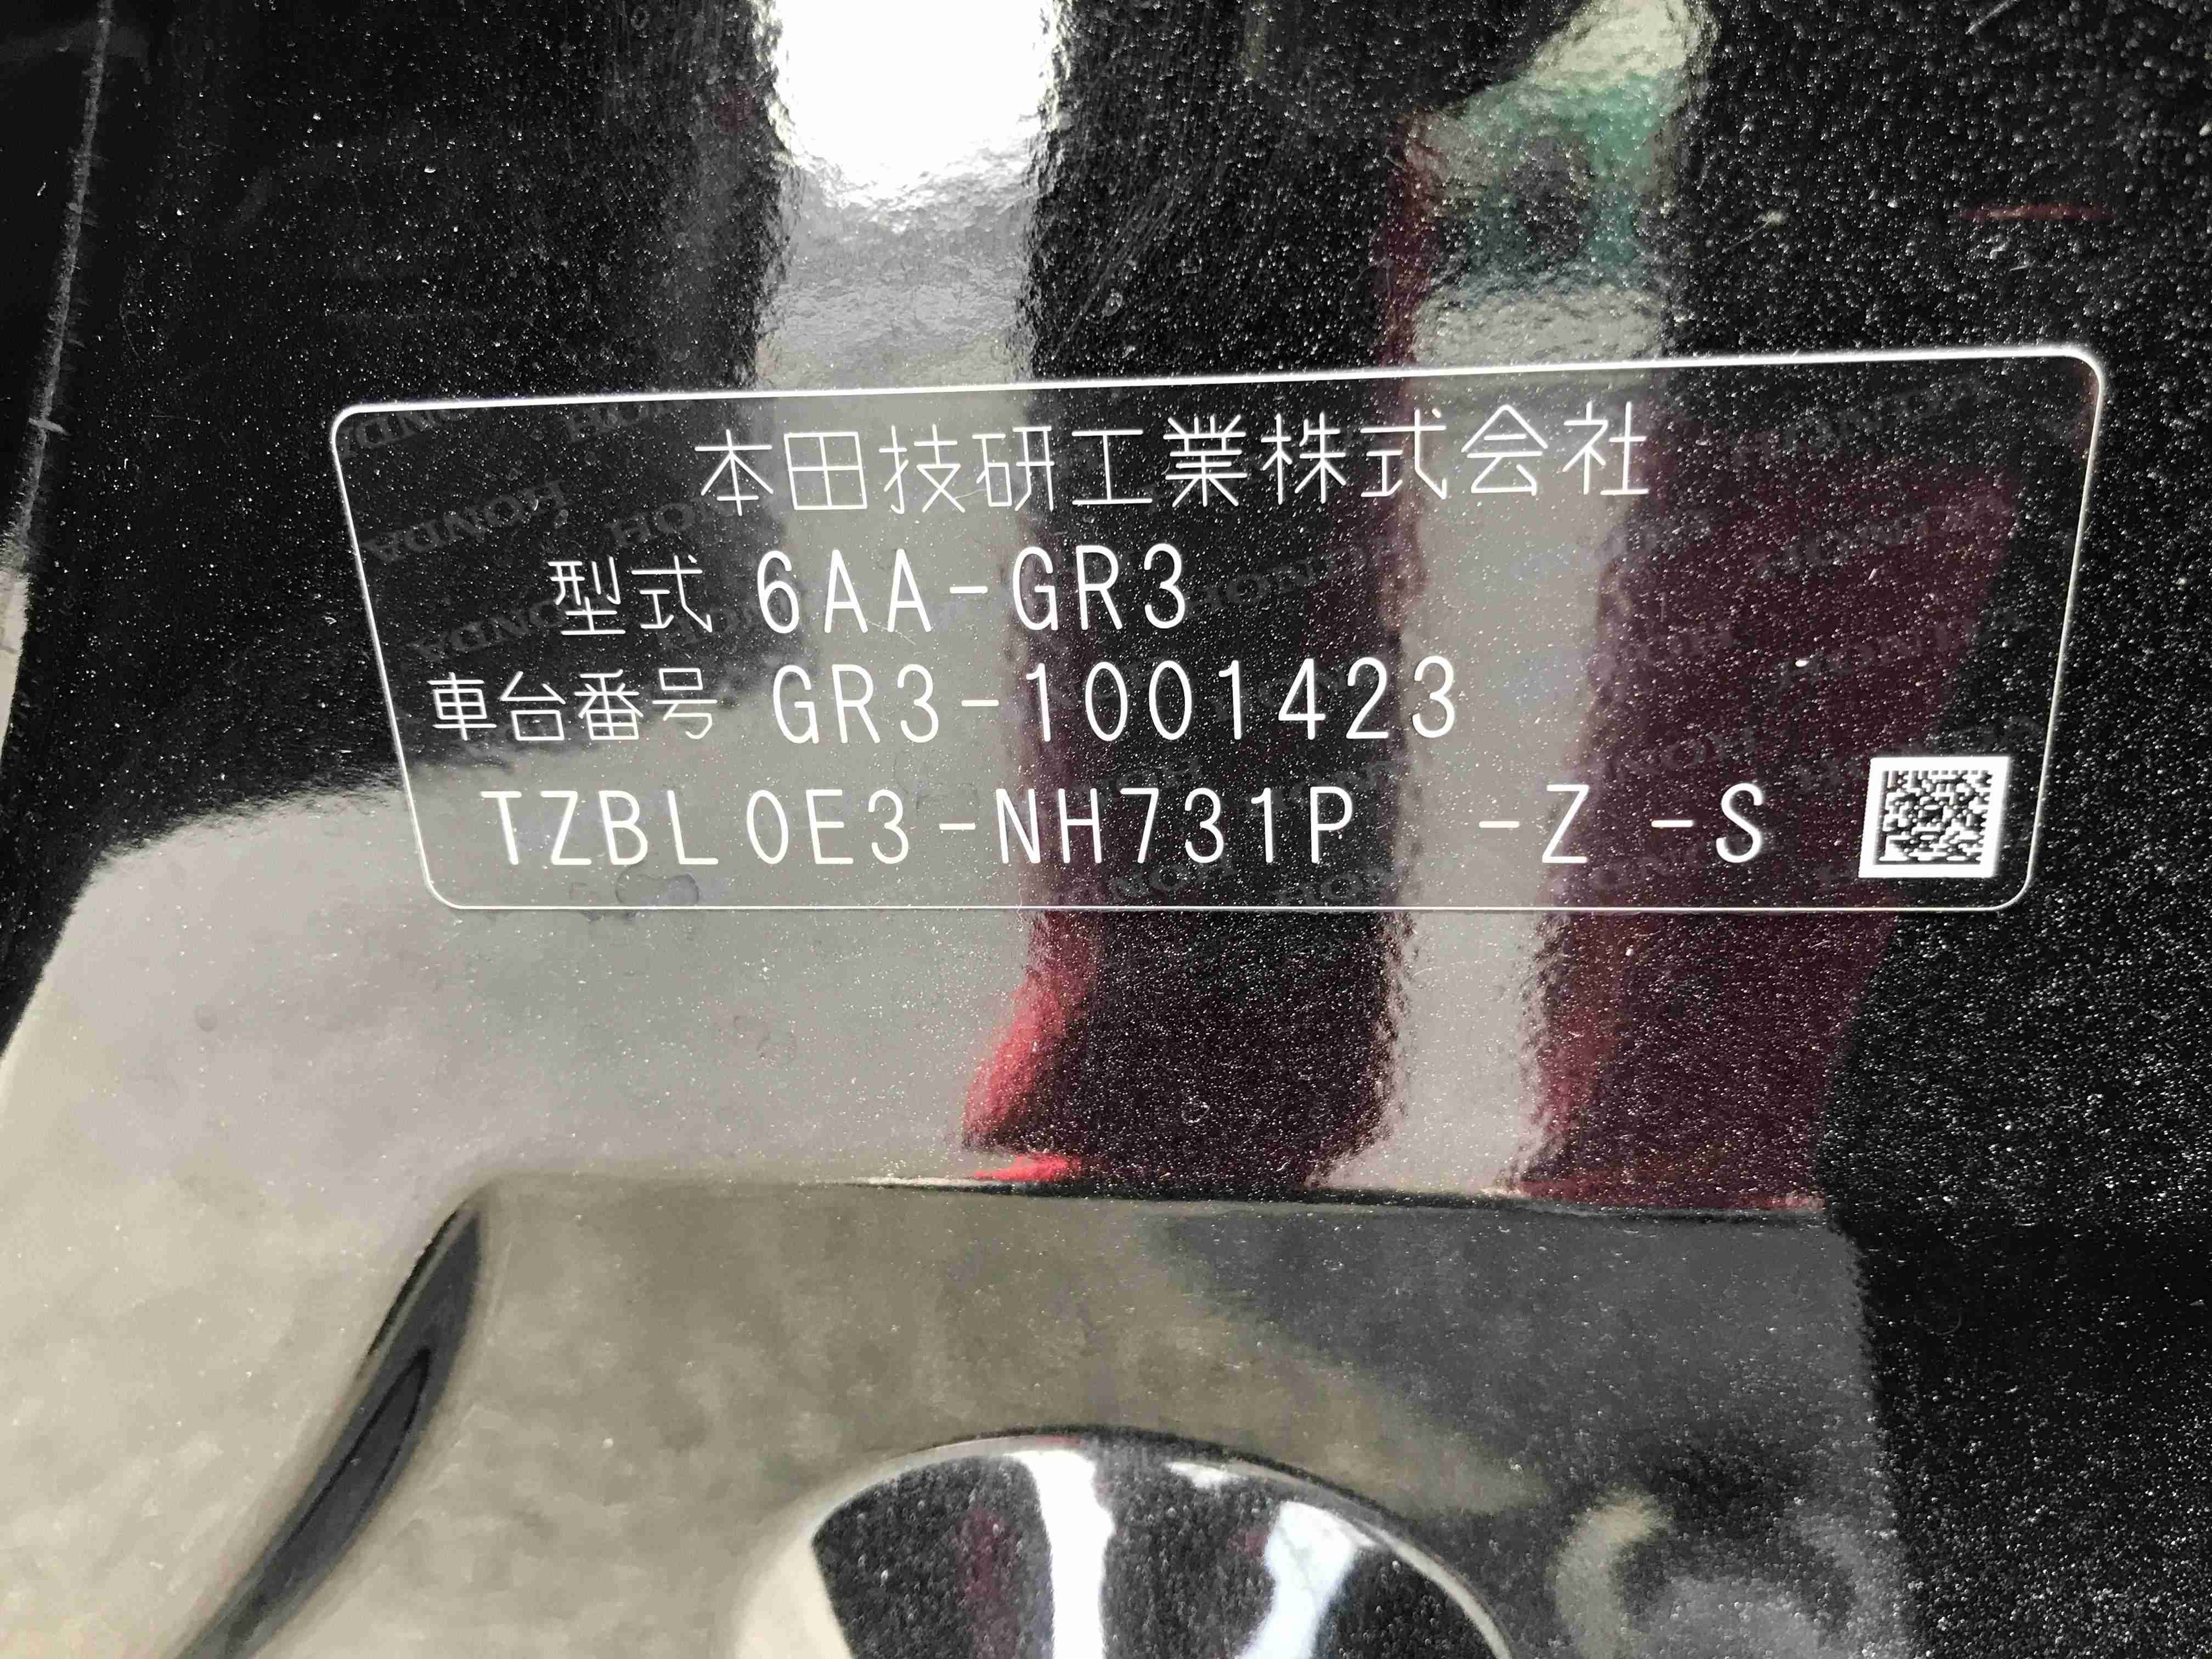 本田技研工業株式会社
型式 6AA-GR3
車台番号 GR3-1001423
TZBL0E3-NH731P -Z -S